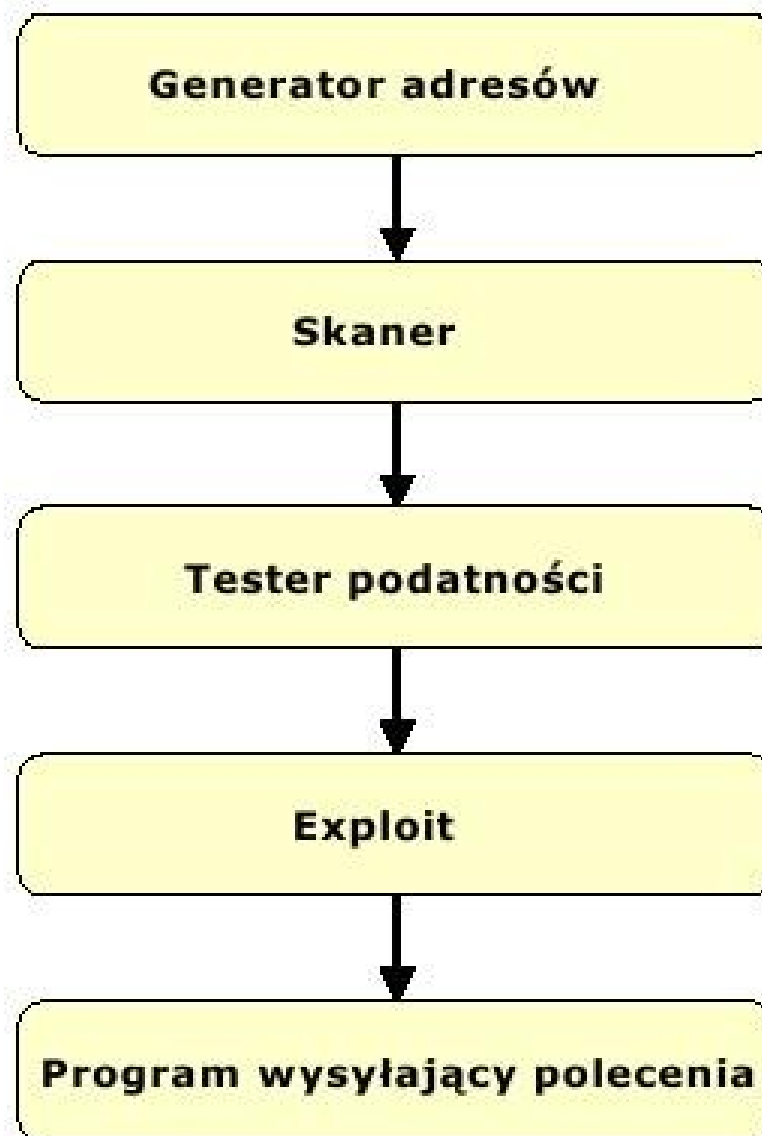 Generator adresów
Skaner
Tester podatności
Exploit
Program wysyłający polecenia